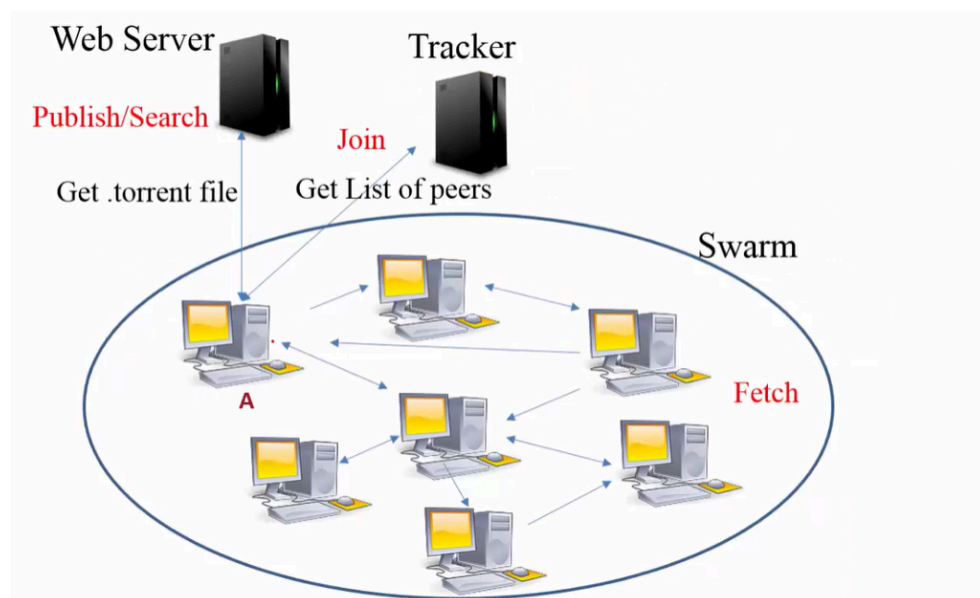 Web Server
Tracker
Publish/Search
Join
Get .torrent file
Get List of peers
Swarm
Fetch
A